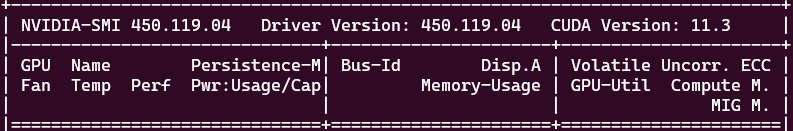 +-----------------------------------------------------------------------------+
| NVIDIA-SMI 450.119.04   Driver Version: 450.119.04   CUDA Version: 11.3     |
|-------------------------------+----------------------+----------------------+
| GPU  Name        Persistence-M| Bus-Id        Disp.A | Volatile Uncorr. ECC |
| Fan  Temp  Perf  Pwr:Usage/Cap|         Memory-Usage | GPU-Util  Compute M. |
|                               |                      |               MIG M. |
|===============================+======================+======================|